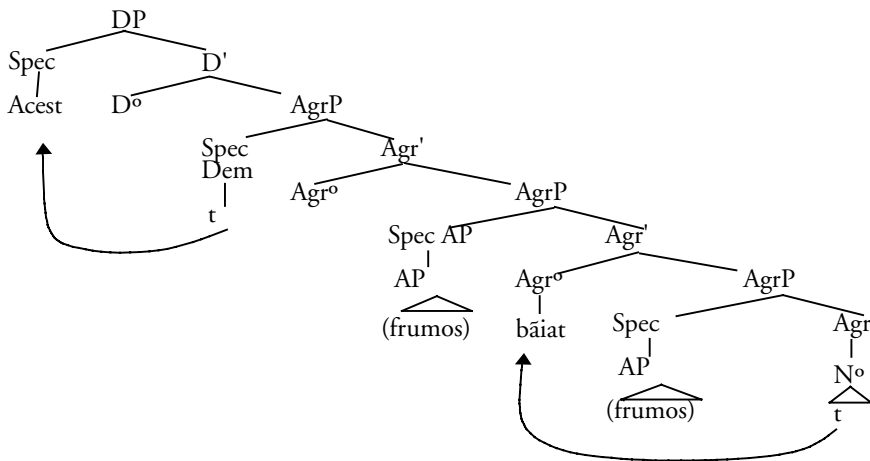 DP
Spec D'
Acest Dº AgrP
Spec Agr'
Dem
Agrº AgrP
t
Spec AP Agr'
AP Agrº AgrP
(frumos) bãiat Spec Agr
AP Nº
(frumos) t